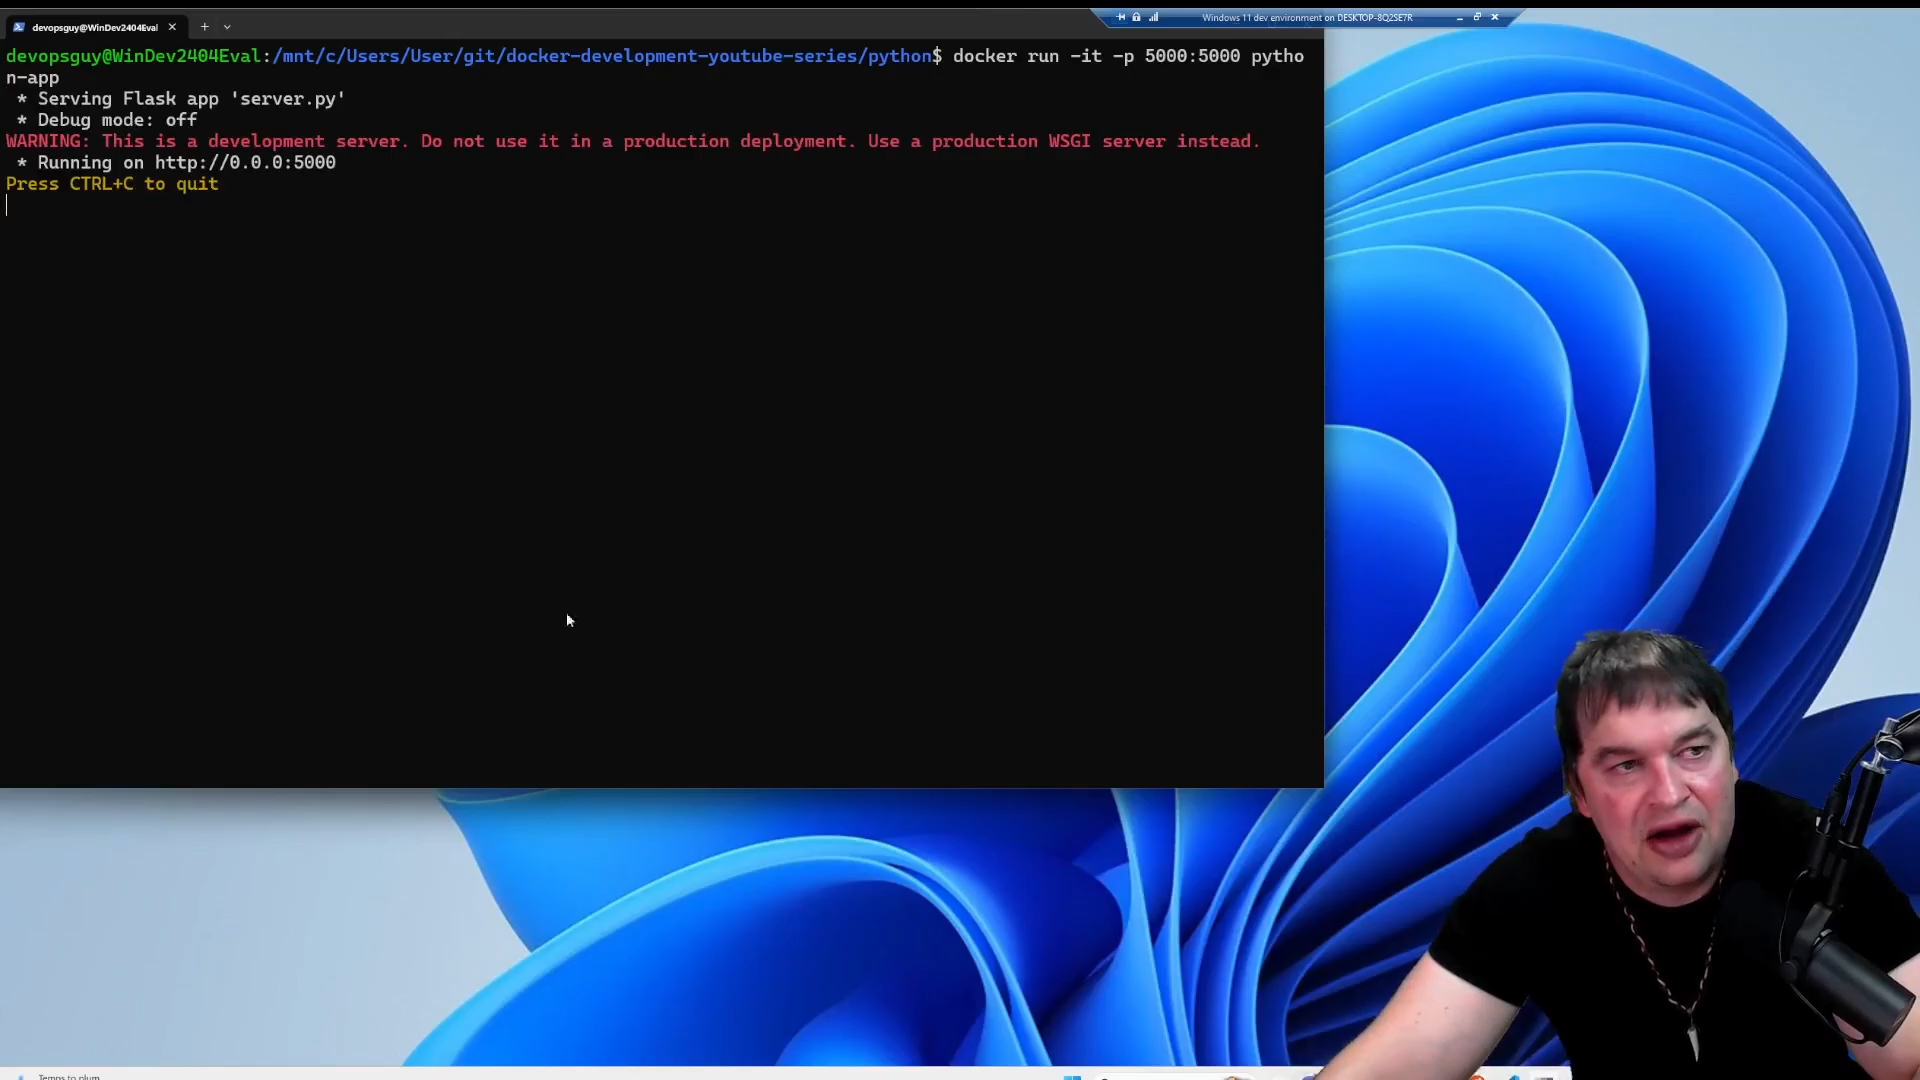 devopsguy@WinDev2404Eval
Windows 11 dev environment on DESKTOP-8Q2SE7R
devopsguy@WinDev2404Eval:/mnt/c/Users/User/git/docker-development-youtube-series/python$ docker run -it -p 5000:5000 pytho
n-app
* Serving Flask app 'server.py'
* Debug mode: off
WARNING: This is a development server. Do not use it in a production deployment. Use a production WSGI server instead.
* Running on http://0.0.0:5000
Press CTRL+C to quit
Temps to plum